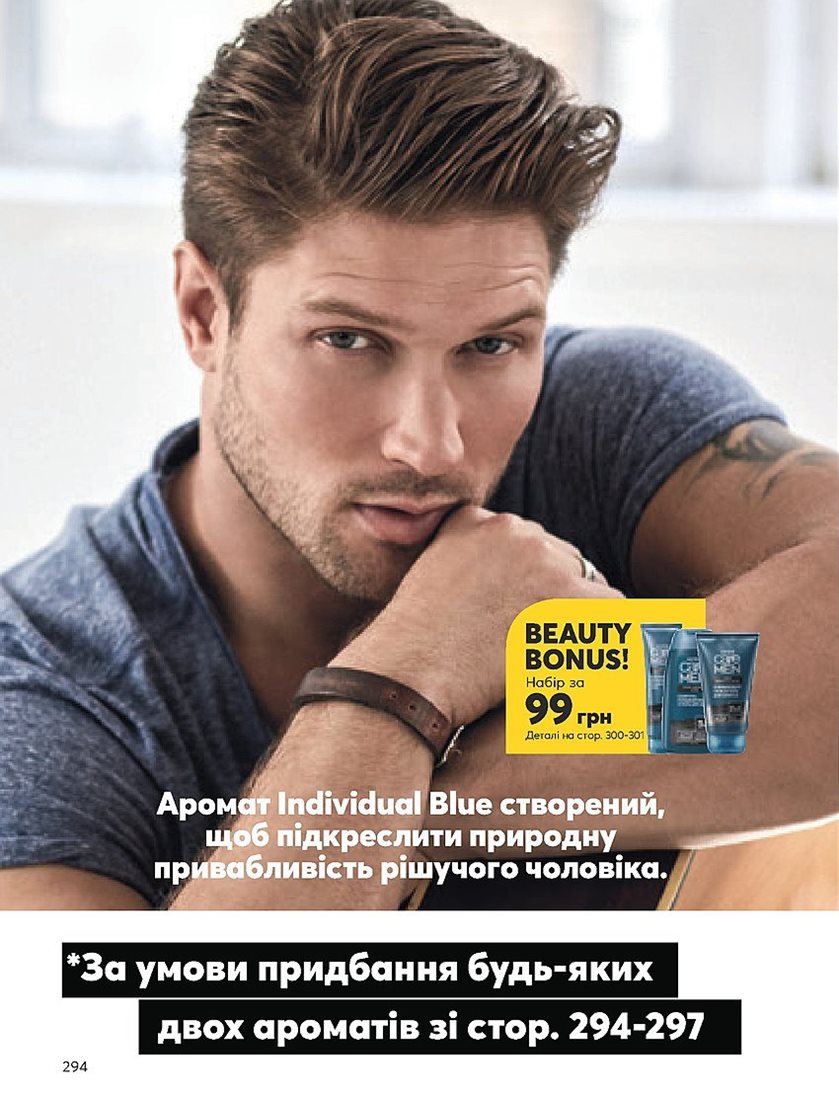 BEAUTY
BONUS!
Набір за
99 грн
Деталі на стор. 300-301
Аромат Individual Blue створений,
щоб підкреслити природну
привабливість рішучого чоловіка.
*За умови придбання будь-яких
двох ароматів зі стор. 294-297
294